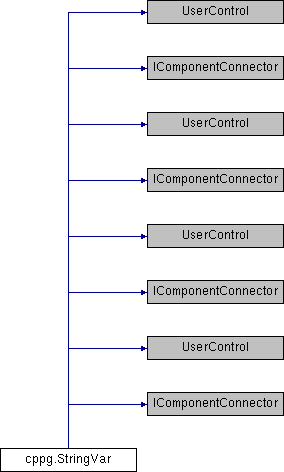 UserControl
IComponentConnector
UserControl
IComponentConnector
UserControl
IComponentConnector
UserControl
IComponentConnector
cppg.StringVar